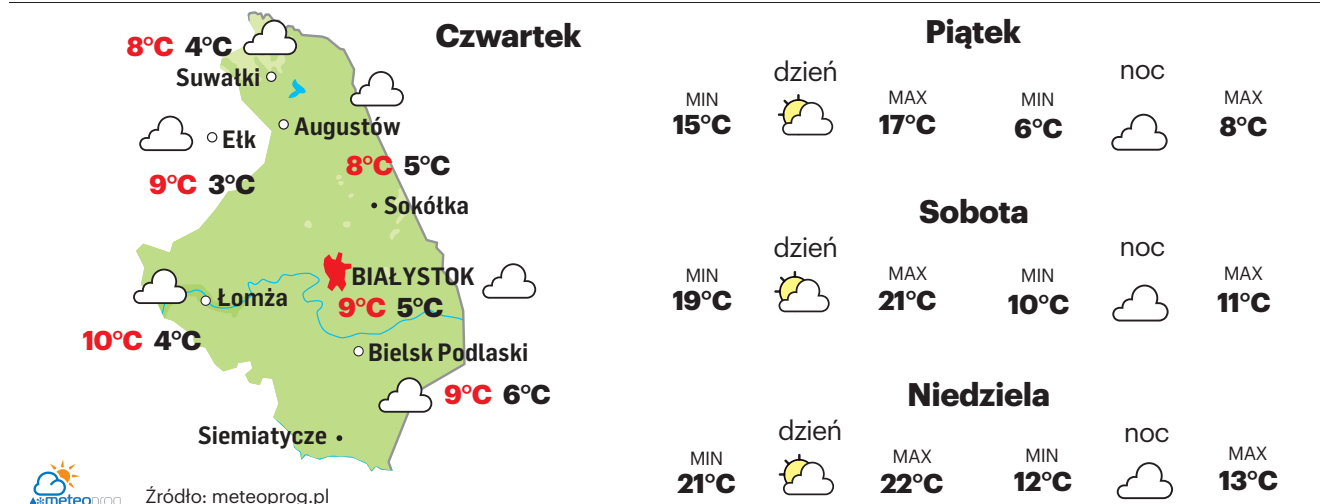 Czwartek
8°C 4°C
Suwałki
Augustów
Ełk
8°C 5°C
9°C 3°C
Sokółka
BIAŁYSTOK
Łomża
9°C 5°C
10°C 4°C
Bielsk Podlaski
9°C 6°C
Siemiatycze
meteoprog
Źródło: meteoprog.pl
Piątek
dzień noc
MIN MAX MIN MAX
15°C 17°C 6°C 8°C
Sobota
dzień noc
MIN MAX MIN MAX
19°C 21°C 10°C 11°C
Niedziela
dzień noc
MIN MAX MIN MAX
21°C 22°C 12°C 13°C